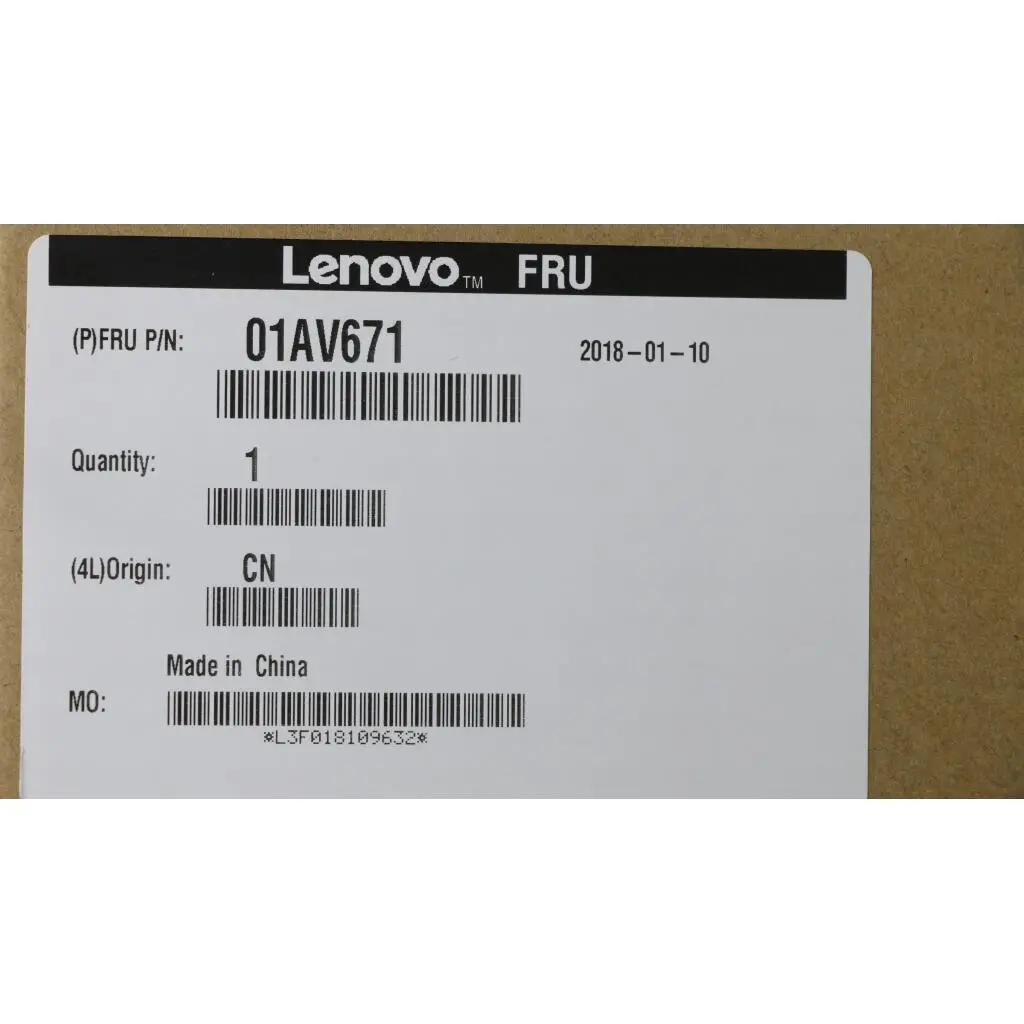 Lenovo™ FRU
(P)FRU P/N: 01AV671 2018-01-10
Quantity: 1
(4L)Origin: CN
Made in China
MO:
*L3F018109632*